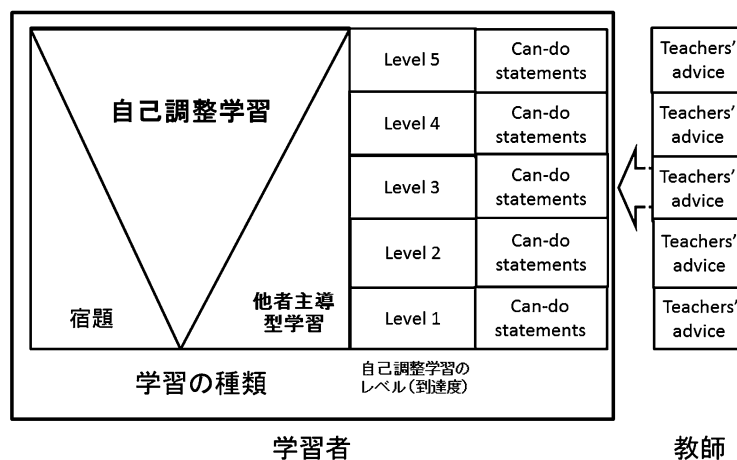 自己調整学習
宿題
他者主導
型学習
学習の種類
Level 5
Can-do
statements
Level 4
Can-do
statements
Level 3
Can-do
statements
Level 2
Can-do
statements
Level 1
Can-do
statements
自己調整学習の
レベル(到達度)
学習者
Teachers'
advice
Teachers'
advice
Teachers'
advice
Teachers'
advice
Teachers'
advice
教師